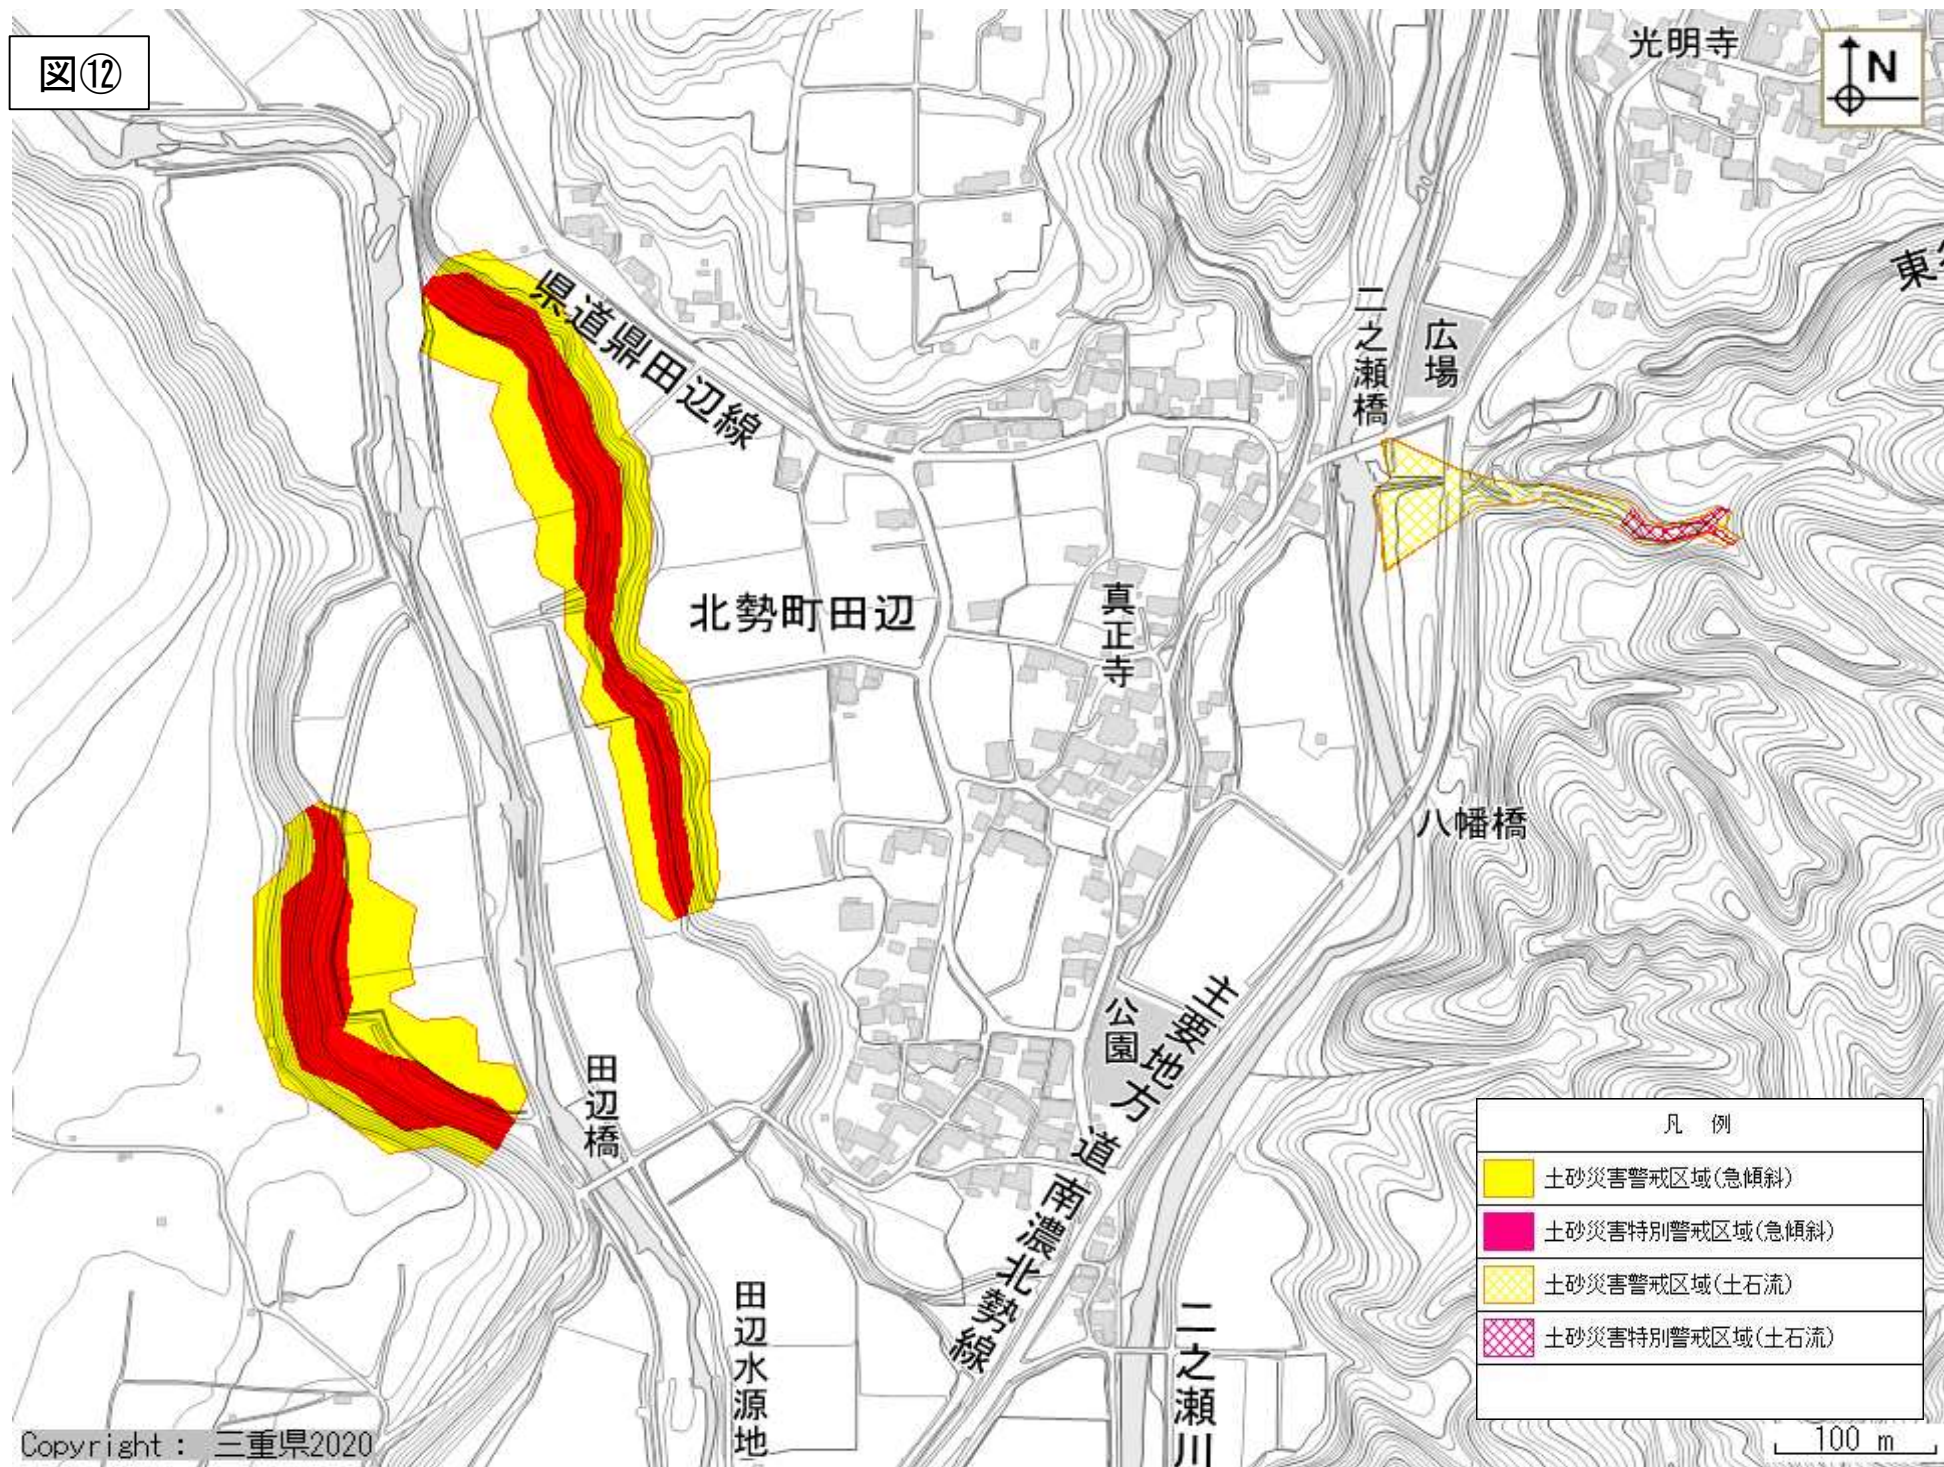 図⑫
光明寺
N
東
県道鼎田辺線
二之瀬橋
広場
北勢町田辺
真正寺
八幡橋
主要地方道南濃北勢線
公園
田辺橋
田辺水源地
二之瀬川
凡 例
土砂災害警戒区域(急傾斜)
土砂災害特別警戒区域(急傾斜)
土砂災害警戒区域(土石流)
土砂災害特別警戒区域(土石流)
100 m
Copyright : 三重県2020